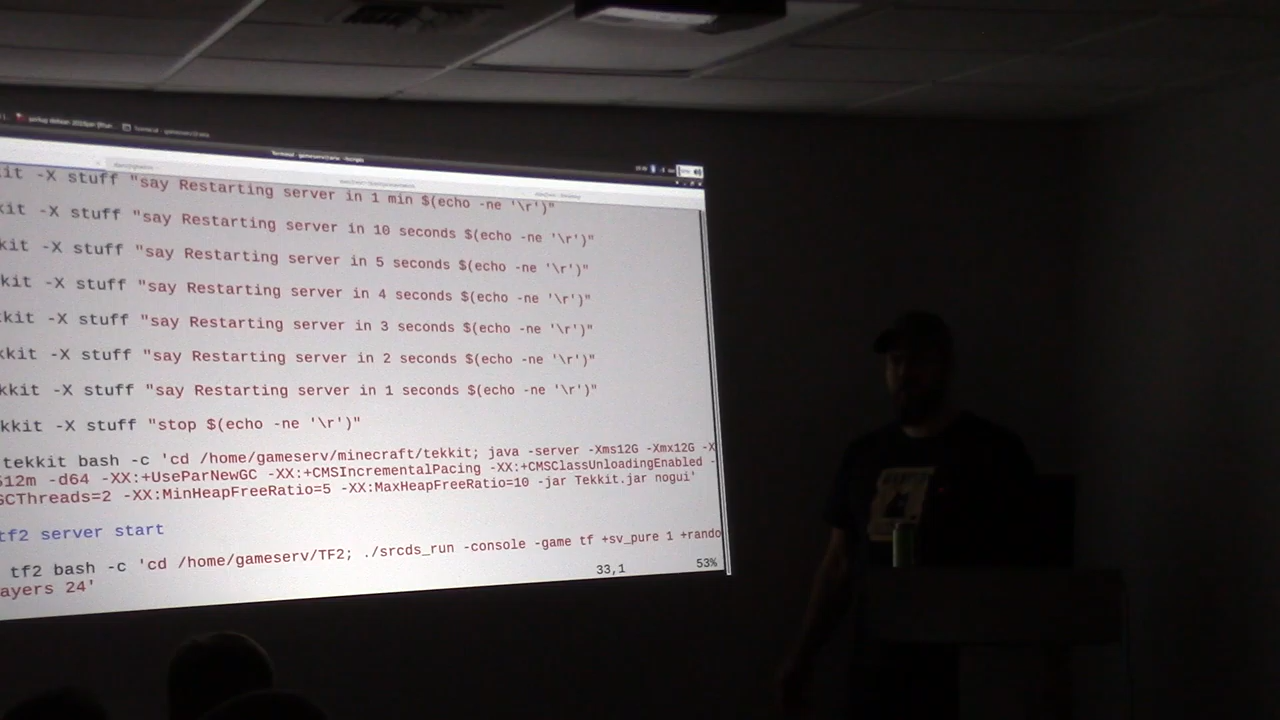 kit -X stuff "say Restarting server in 1 min $(echo -ne '\r')"
kit -X stuff "say Restarting server in 10 seconds $(echo -ne '\r')"
kit -X stuff "say Restarting server in 5 seconds $(echo -ne '\r')"
kit -X stuff "say Restarting server in 4 seconds $(echo -ne '\r')"
kkit -X stuff "say Restarting server in 3 seconds $(echo -ne '\r')"
kkit -X stuff "say Restarting server in 2 seconds $(echo -ne '\r')"
kkit -X stuff "say Restarting server in 1 seconds $(echo -ne '\r')"
kkit -X stuff "stop $(echo -ne '\r')"
tekkit bash -c 'cd /home/gameserv/minecraft/tekkit; java -server -Xms12G -Xmx12G -X
512m -d64 -XX:+UseParNewGC -XX:+CMSIncrementalPacing -XX:+CMSClassUnloadingEnabled -
GCThreads=2 -XX:MinHeapFreeRatio=5 -XX:MaxHeapFreeRatio=10 -jar Tekkit.jar nogui'
tf2 server start
tf2 bash -c 'cd /home/gameserv/TF2; ./srcds_run -console -game tf +sv_pure 1 +rando
ayers 24'
33,1 53%